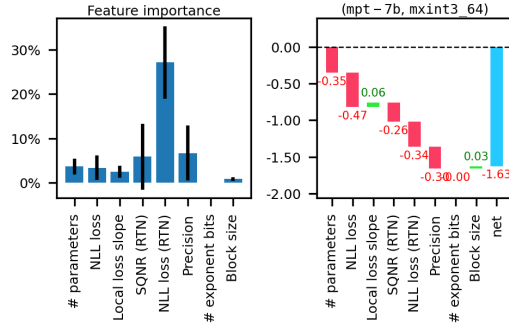 Feature importance
30%
20%
10%
0%
# parameters
NLL loss
Local loss slope
SQNR (RTN)
NLL loss (RTN)
Precision
# exponent bits
Block size
(mpt − 7b, mxint3_64)
0.00
-0.50
-1.00
-1.50
-2.00
-0.35
-0.47
0.06
-0.26
-0.34
-0.30
-0.00
0.03
-1.63
# parameters
NLL loss
Local loss slope
SQNR (RTN)
NLL loss (RTN)
Precision
# exponent bits
Block size
net